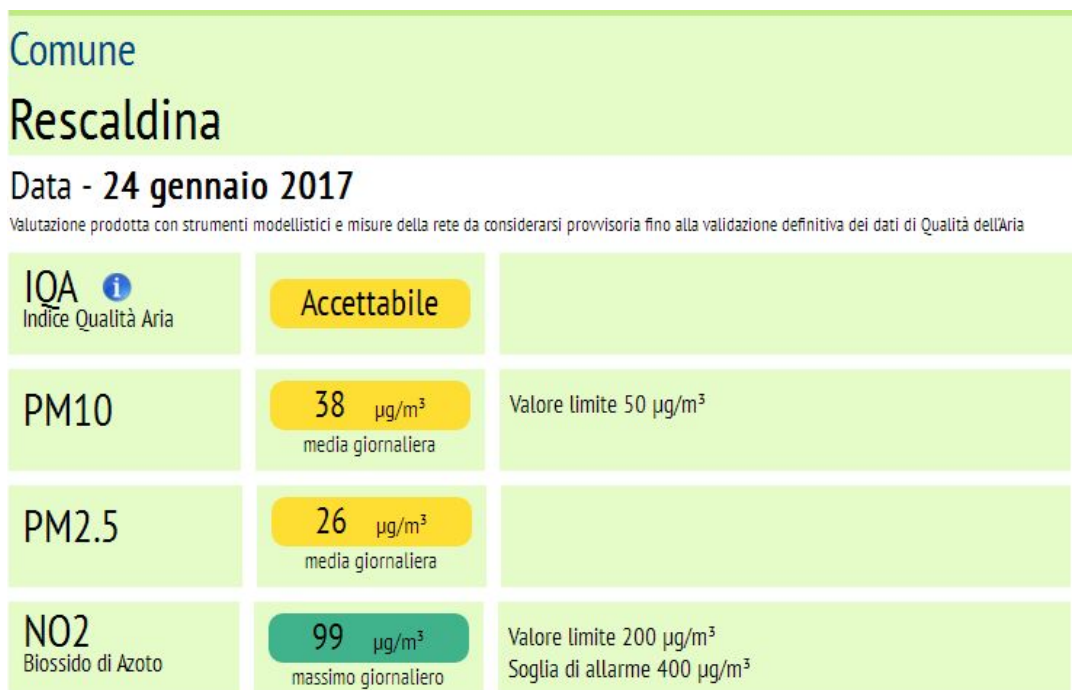 Comune
Rescaldina
Data - 24 gennaio 2017
Valutazione prodotta con strumenti modellistici e misure della rete da considerarsi provvisoria fino alla validazione definitiva dei dati di Qualità dell'Aria
IQA i
Indice Qualità Aria
Accettabile
PM10
38 µg/m³
media giornaliera
Valore limite 50 µg/m³
PM2.5
26 µg/m³
media giornaliera
NO2
Biossido di Azoto
99 µg/m³
massimo giornaliero
Valore limite 200 µg/m³
Soglia di allarme 400 µg/m³